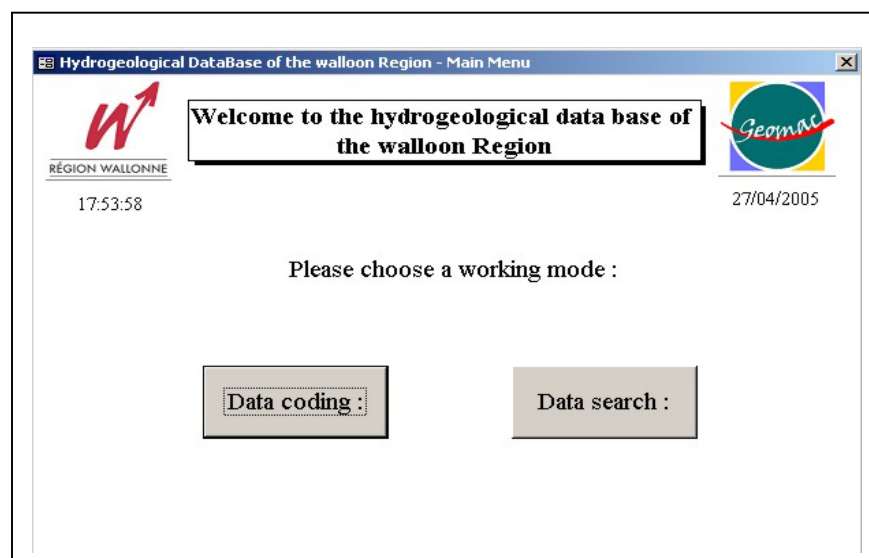 Hydrogeological DataBase of the walloon Region - Main Menu
Welcome to the hydrogeological data base of
the walloon Region
RÉGION WALLONNE
Geomac
17:53:58
27/04/2005
Please choose a working mode :
Data coding :
Data search :